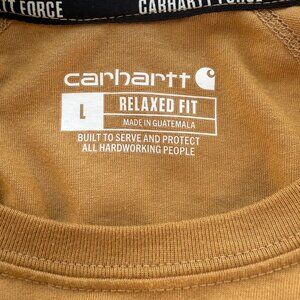 CARHARTT FORCE
carhartt
L RELAXED FIT
MADE IN GUATEMALA
BUILT TO SERVE AND PROTECT
ALL HARDWORKING PEOPLE